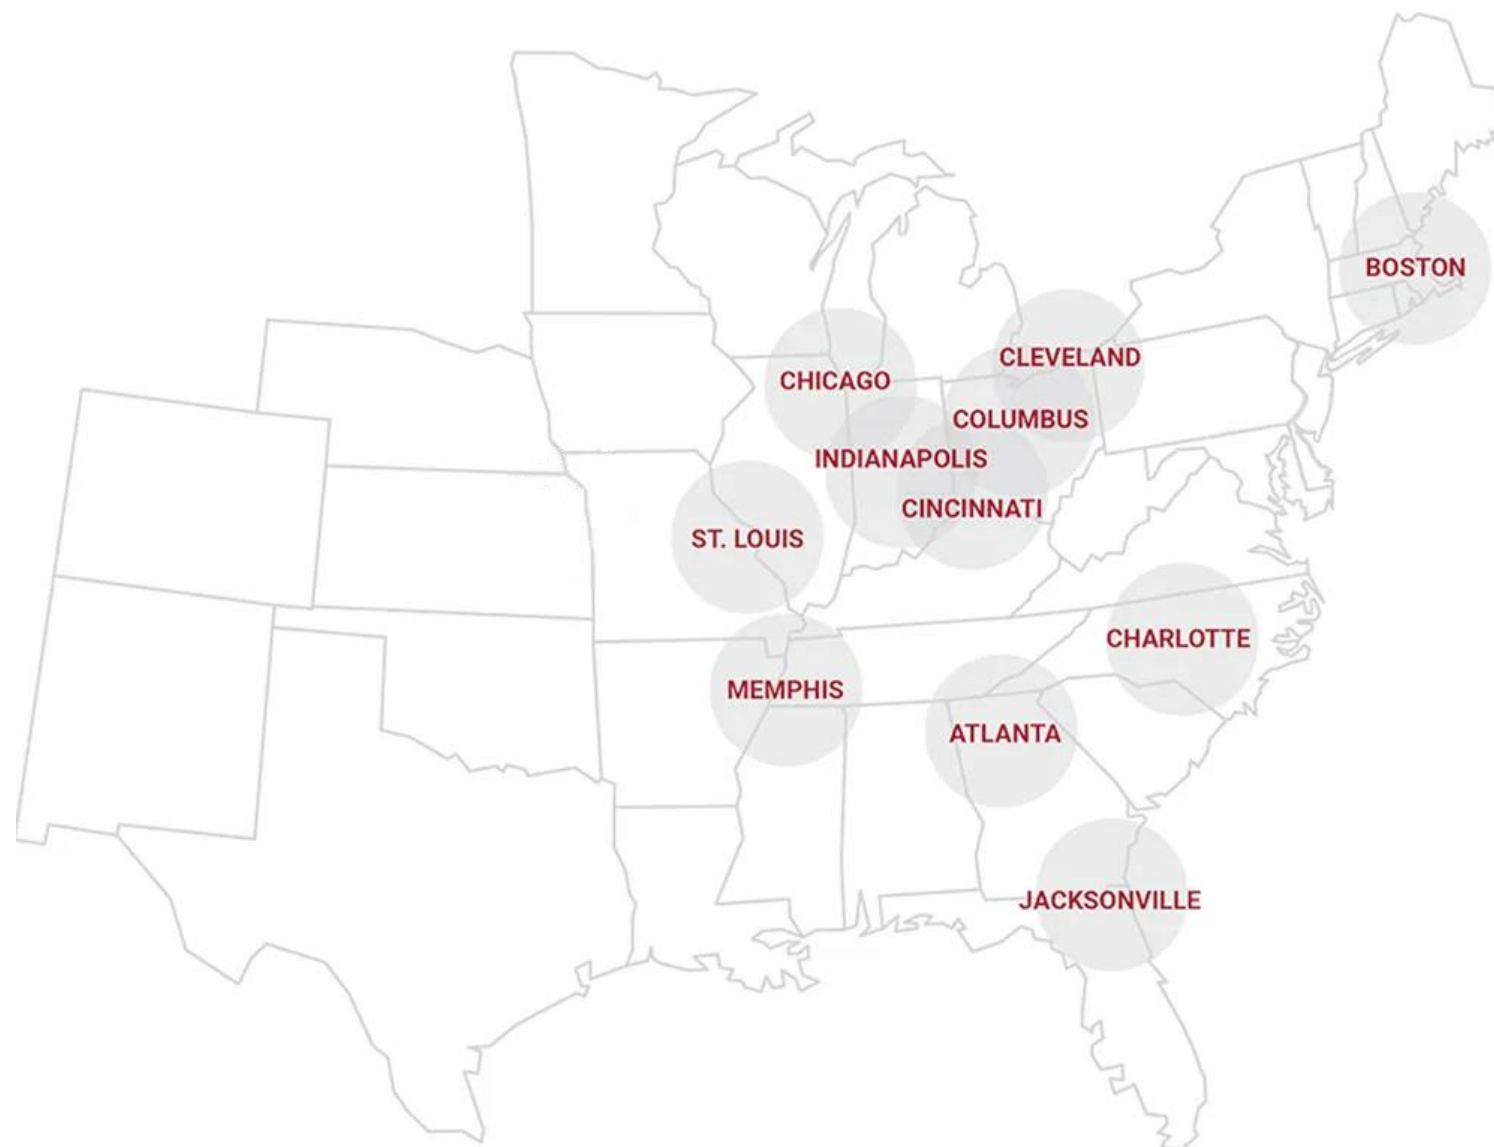 BOSTON
CLEVELAND
CHICAGO
COLUMBUS
INDIANAPOLIS
CINCINNATI
ST. LOUIS
CHARLOTTE
MEMPHIS
ATLANTA
JACKSONVILLE